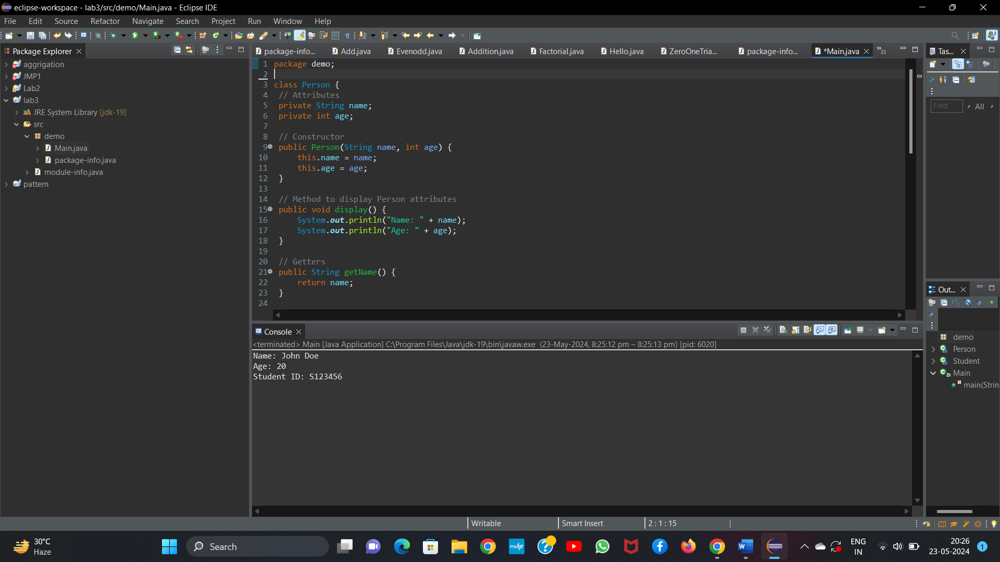 eclipse-workspace - lab3/src/demo/Main.java - Eclipse IDE
File Edit Source Refactor Navigate Search Project Run Window Help
Package Explorer
aggrigation
JMP1
Lab2
lab3
JRE System Library [jdk-19]
src
demo
Main.java
package-info.java
module-info.java
pattern
package-info... Add.java Evenodd.java Addition.java Factorial.java Hello.java ZeroOneTria... package-info... *Main.java »33
1 package demo;
2
3 class Person {
4 // Attributes
5 private String name;
6 private int age;
7
8 // Constructor
9 public Person(String name, int age) {
10 this.name = name;
11 this.age = age;
12 }
13
14 // Method to display Person attributes
15 public void display() {
16 System.out.println("Name: " + name);
17 System.out.println("Age: " + age);
18 }
19
20 // Getters
21 public String getName() {
22 return name;
23 }
24
Console
<terminated> Main [Java Application] C:\Program Files\Java\jdk-19\bin\javaw.exe (23-May-2024, 8:25:12 pm – 8:25:13 pm) [pid: 6020]
Name: John Doe
Age: 20
Student ID: S123456
Tas...
Find All
Out...
demo
Person
Student
Main
main(Strin
Writable Smart Insert 2 : 1 : 15
30°C
Haze
Search
myhp
ENG
IN
20:26
23-05-2024
1